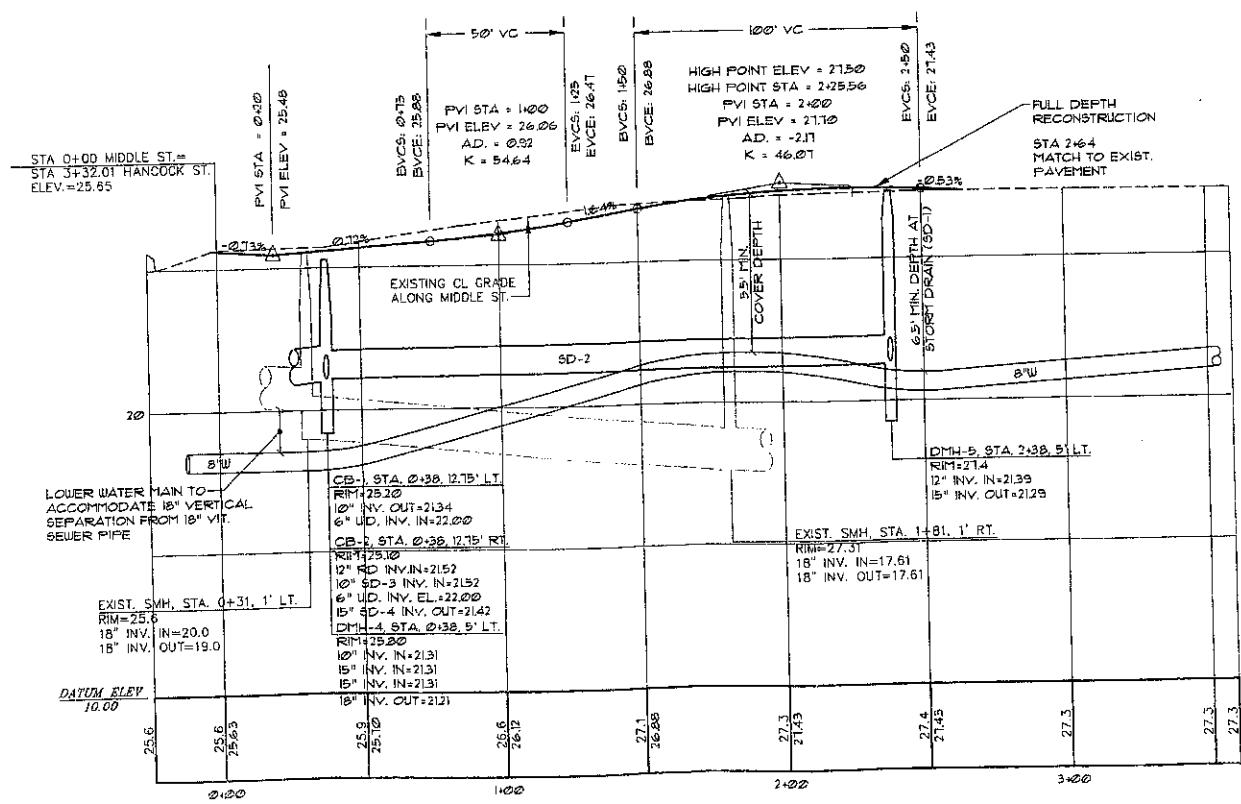 50' VC
100' VC
PVI STA = 0+20
PVI ELEV = 25.48
BVCS: 0+75
BVCE: 25.88
PVI STA = 1+00
PVI ELEV = 26.06
A.D. = 0.92
K = 54.64
EVCS: 1+25
EVCE: 26.47
BVCS: 1+50
BVCE: 26.88
HIGH POINT ELEV = 27.50
HIGH POINT STA = 2+25.56
PVI STA = 2+00
PVI ELEV = 27.70
A.D. = -2.17
K = 46.07
EVCS: 2+50
EVCE: 27.43
FULL DEPTH
RECONSTRUCTION
STA 2+64
MATCH TO EXIST.
PAVEMENT
STA 0+00 MIDDLE ST.=
STA 3+32.01 HANCOCK ST.
ELEV.=25.65
-0.73%
0.72%
1.64%
-0.53%
EXISTING CL GRADE
ALONG MIDDLE ST.
5.5' MIN.
COVER DEPTH
6.5' MIN. DEPTH AT
STORM DRAIN (SD-1)
SD-2
8"W
20
8"W
LOWER WATER MAIN TO
ACCOMMODATE 18" VERTICAL
SEPARATION FROM 18" VIT.
SEWER PIPE
CB-1, STA. 0+38, 12.75' LT.
RIM=25.20
10" INV. OUT=21.34
6" U.D. INV. IN=22.00
CB-2, STA. 0+38, 12.75' RT.
RIM=25.10
12" RD INV.IN=21.52
10" SD-3 INV. IN=21.52
6" U.D. INV. EL.=22.00
15" SD-4 INV. OUT=21.42
DMH-4, STA. 0+38, 5' LT.
RIM=25.80
10" INV. IN=21.31
15" INV. IN=21.31
15" INV. IN=21.31
18" INV. OUT=21.21
DMH-5, STA. 2+38, 5' LT.
RIM=27.4
12" INV. IN=21.39
15" INV. OUT=21.29
EXIST. SMH, STA. 1+81, 1' RT.
RIM=27.31
18" INV. IN=17.61
18" INV. OUT=17.61
EXIST. SMH, STA. 0+31, 1' LT.
RIM=25.6
18" INV. IN=20.0
18" INV. OUT=19.0
DATUM ELEV
10.00
25.6
25.6
25.63
25.9
25.70
26.6
26.12
27.1
26.88
27.3
27.43
27.4
27.43
27.3
27.3
27.3
0+00
1+00
2+00
3+00